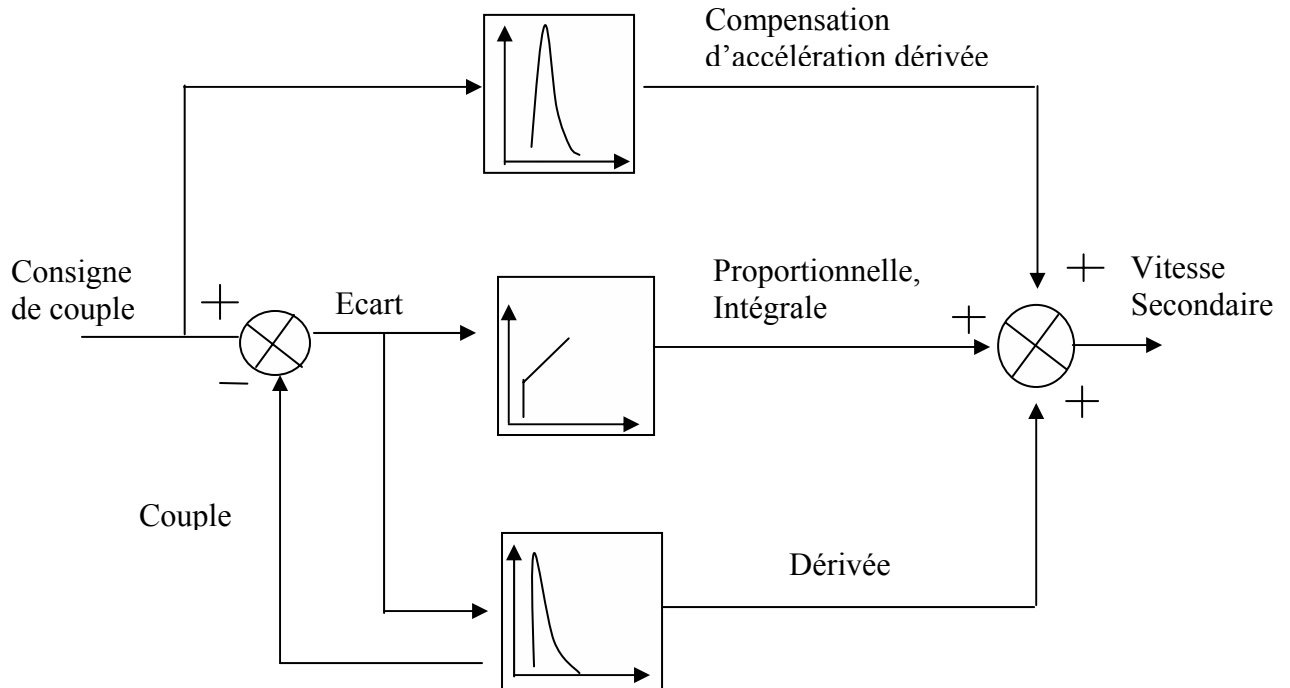 Compensation
d’accélération dérivée
Consigne
de couple
+
−
Ecart
Proportionnelle,
Intégrale
+
+
+
Vitesse
Secondaire
Couple
Dérivée